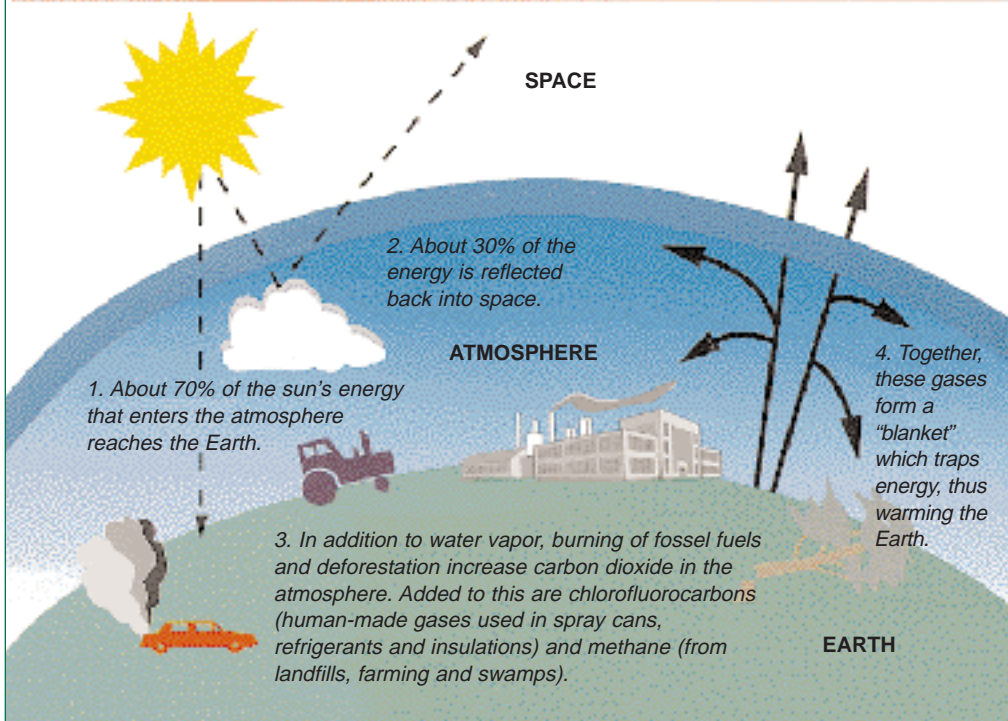 SPACE
2. About 30% of the
energy is reflected
back into space.
ATMOSPHERE
1. About 70% of the sun's energy
that enters the atmosphere
reaches the Earth.
4. Together,
these gases
form a
“blanket”
which traps
energy, thus
warming the
Earth.
3. In addition to water vapor, burning of fossel fuels
and deforestation increase carbon dioxide in the
atmosphere. Added to this are chlorofluorocarbons
(human-made gases used in spray cans,
refrigerants and insulations) and methane (from
landfills, farming and swamps).
EARTH